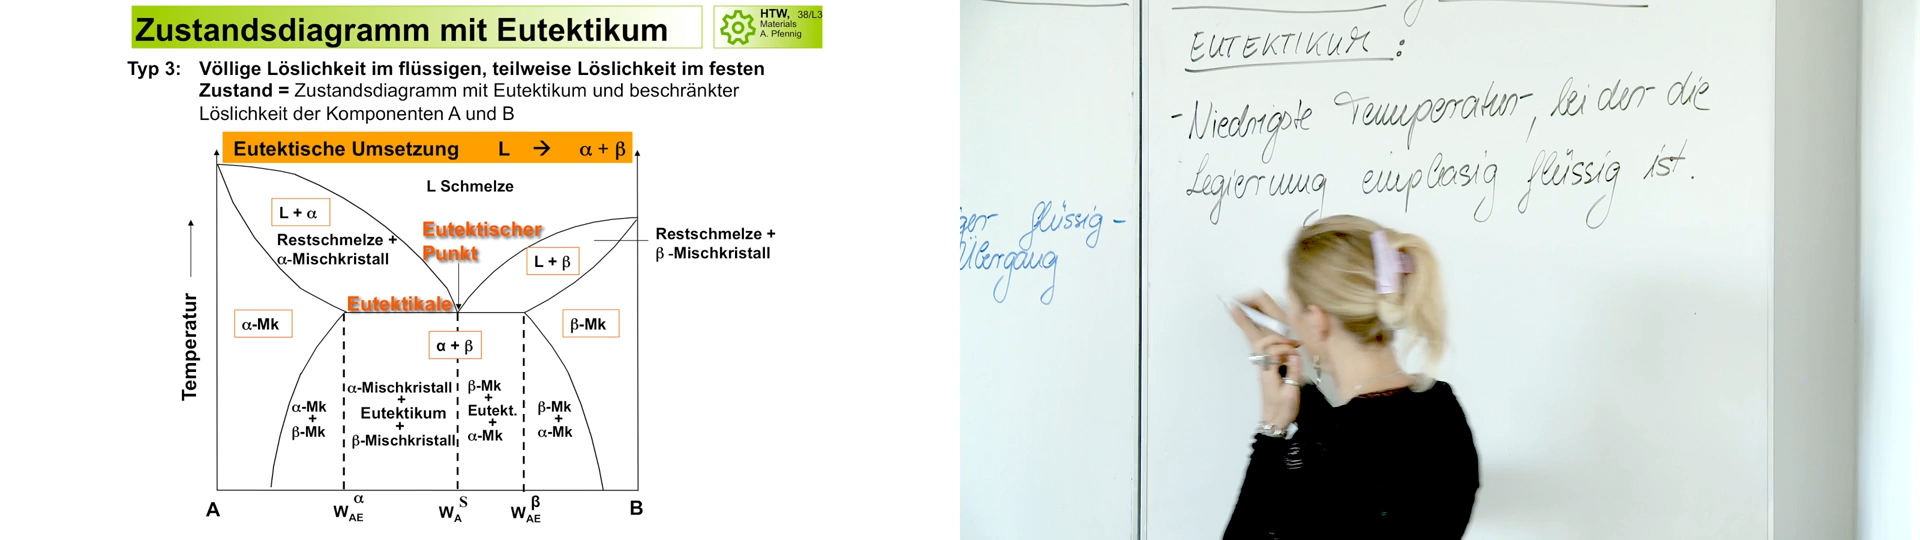 Zustandsdiagramm mit Eutektikum
HTW, 38/L3
Materials
A. Pfennig
Typ 3: Völlige Löslichkeit im flüssigen, teilweise Löslichkeit im festen
Zustand = Zustandsdiagramm mit Eutektikum und beschränkter
Löslichkeit der Komponenten A und B
Eutektische Umsetzung L → α + β
L Schmelze
L + α
Restschmelze +
α-Mischkristall
Eutektischer
Punkt
L + β
Restschmelze +
β -Mischkristall
Eutektikale
α-Mk
β-Mk
α + β
Temperatur
α-Mk
+
β-Mk
α-Mischkristall
+
Eutektikum
+
β-Mischkristall
β-Mk
+
Eutekt.
+
α-Mk
β-Mk
+
α-Mk
A
W AE α
W A S
W AE β
B
EUTEKTIKUM :
- Niedrigste Temperatur, bei der die
Legierung einphasig flüssig ist.
ger flüssig -
Übergang